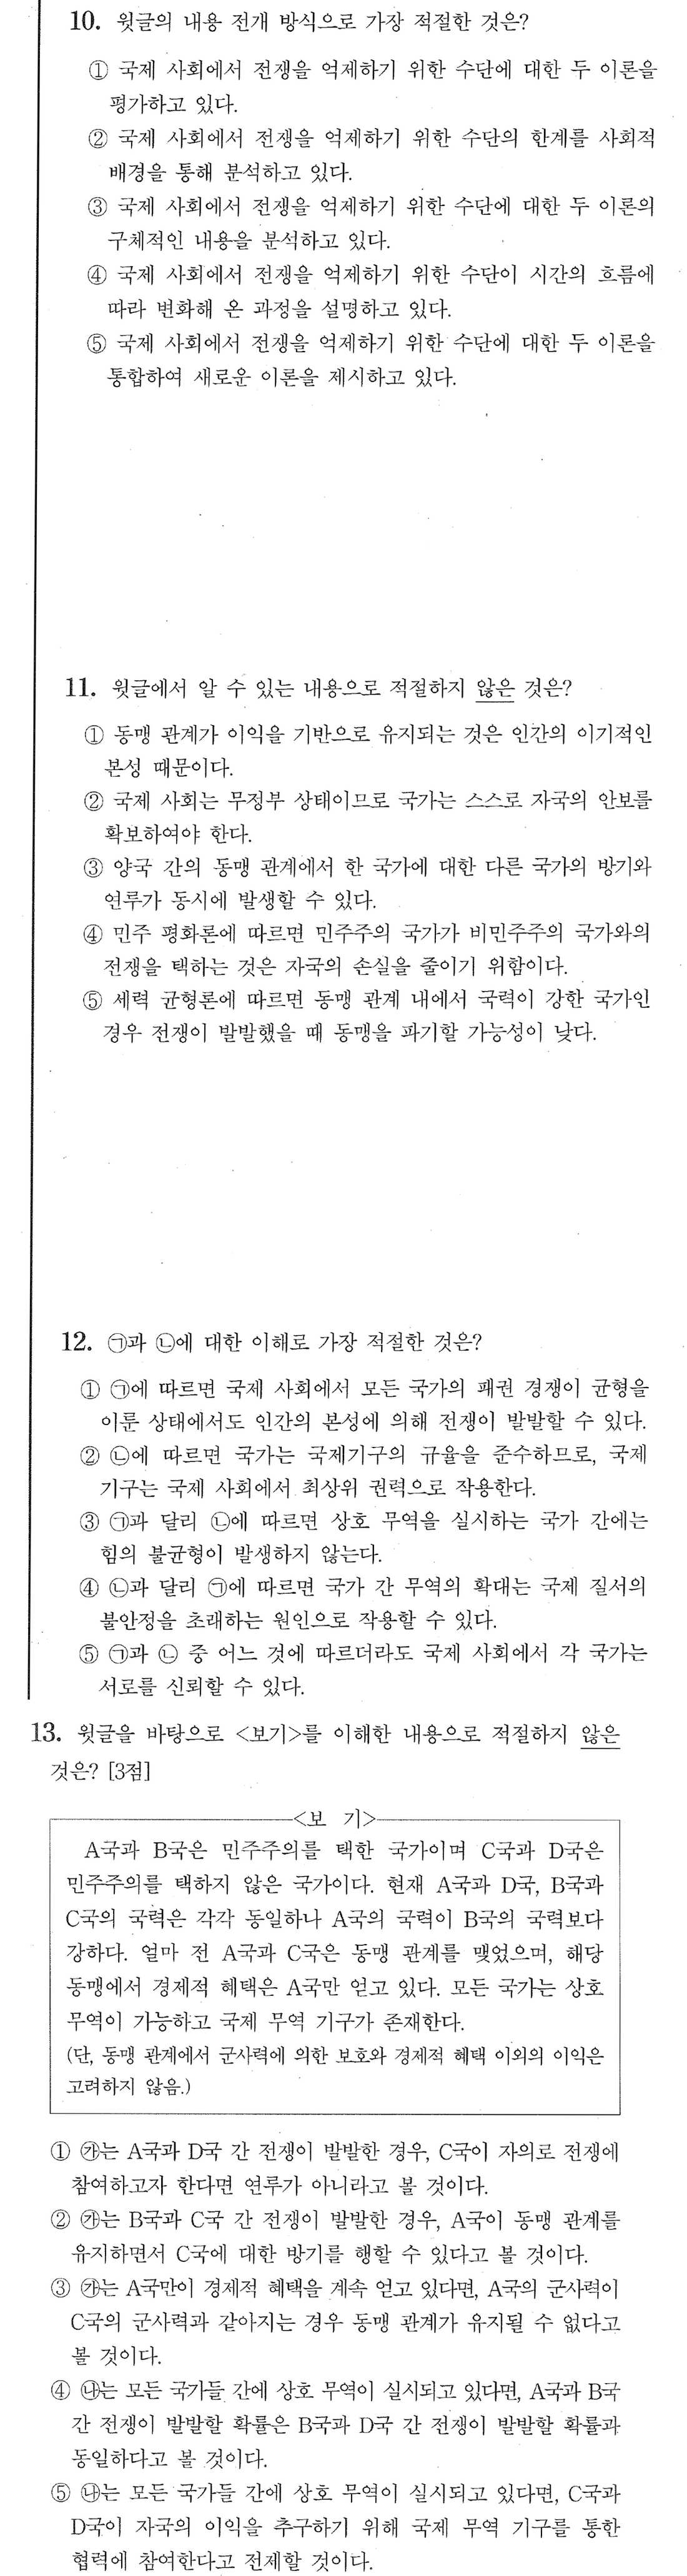 10. 윗글의 내용 전개 방식으로 가장 적절한 것은?
① 국제 사회에서 전쟁을 억제하기 위한 수단에 대한 두 이론을
평가하고 있다.
② 국제 사회에서 전쟁을 억제하기 위한 수단의 한계를 사회적
배경을 통해 분석하고 있다.
③ 국제 사회에서 전쟁을 억제하기 위한 수단에 대한 두 이론의
구체적인 내용을 분석하고 있다.
④ 국제 사회에서 전쟁을 억제하기 위한 수단이 시간의 흐름에
따라 변화해 온 과정을 설명하고 있다.
⑤ 국제 사회에서 전쟁을 억제하기 위한 수단에 대한 두 이론을
통합하여 새로운 이론을 제시하고 있다.
11. 윗글에서 알 수 있는 내용으로 적절하지 않은 것은?
① 동맹 관계가 이익을 기반으로 유지되는 것은 인간의 이기적인
본성 때문이다.
② 국제 사회는 무정부 상태이므로 국가는 스스로 자국의 안보를
확보하여야 한다.
③ 양국 간의 동맹 관계에서 한 국가에 대한 다른 국가의 방기와
연루가 동시에 발생할 수 있다.
④ 민주 평화론에 따르면 민주주의 국가가 비민주주의 국가와의
전쟁을 택하는 것은 자국의 손실을 줄이기 위함이다.
⑤ 세력 균형론에 따르면 동맹 관계 내에서 국력이 강한 국가인
경우 전쟁이 발발했을 때 동맹을 파기할 가능성이 낮다.
12. ㉠과 ㉡에 대한 이해로 가장 적절한 것은?
① ㉠에 따르면 국제 사회에서 모든 국가의 패권 경쟁이 균형을
이룬 상태에서도 인간의 본성에 의해 전쟁이 발발할 수 있다.
② ㉡에 따르면 국가는 국제기구의 규율을 준수하므로, 국제
기구는 국제 사회에서 최상위 권력으로 작용한다.
③ ㉠과 달리 ㉡에 따르면 상호 무역을 실시하는 국가 간에는
힘의 불균형이 발생하지 않는다.
④ ㉡과 달리 ㉠에 따르면 국가 간 무역의 확대는 국제 질서의
불안정을 초래하는 원인으로 작용할 수 있다.
⑤ ㉠과 ㉡ 중 어느 것에 따르더라도 국제 사회에서 각 국가는
서로를 신뢰할 수 있다.
13. 윗글을 바탕으로 <보기>를 이해한 내용으로 적절하지 않은
것은? [3점]
<보 기>
A국과 B국은 민주주의를 택한 국가이며 C국과 D국은
민주주의를 택하지 않은 국가이다. 현재 A국과 D국, B국과
C국의 국력은 각각 동일하나 A국의 국력이 B국의 국력보다
강하다. 얼마 전 A국과 C국은 동맹 관계를 맺었으며, 해당
동맹에서 경제적 혜택은 A국만 얻고 있다. 모든 국가는 상호
무역이 가능하고 국제 무역 기구가 존재한다.
(단, 동맹 관계에서 군사력에 의한 보호와 경제적 혜택 이외의 이익은
고려하지 않음.)
① ㉮는 A국과 D국 간 전쟁이 발발한 경우, C국이 자의로 전쟁에
참여하고자 한다면 연루가 아니라고 볼 것이다.
② ㉮는 B국과 C국 간 전쟁이 발발한 경우, A국이 동맹 관계를
유지하면서 C국에 대한 방기를 행할 수 있다고 볼 것이다.
③ ㉮는 A국만이 경제적 혜택을 계속 얻고 있다면, A국의 군사력이
C국의 군사력과 같아지는 경우 동맹 관계가 유지될 수 없다고
볼 것이다.
④ ㉯는 모든 국가들 간에 상호 무역이 실시되고 있다면, A국과 B국
간 전쟁이 발발할 확률은 B국과 D국 간 전쟁이 발발할 확률과
동일하다고 볼 것이다.
⑤ ㉯는 모든 국가들 간에 상호 무역이 실시되고 있다면, C국과
D국이 자국의 이익을 추구하기 위해 국제 무역 기구를 통한
협력에 참여한다고 전제할 것이다.